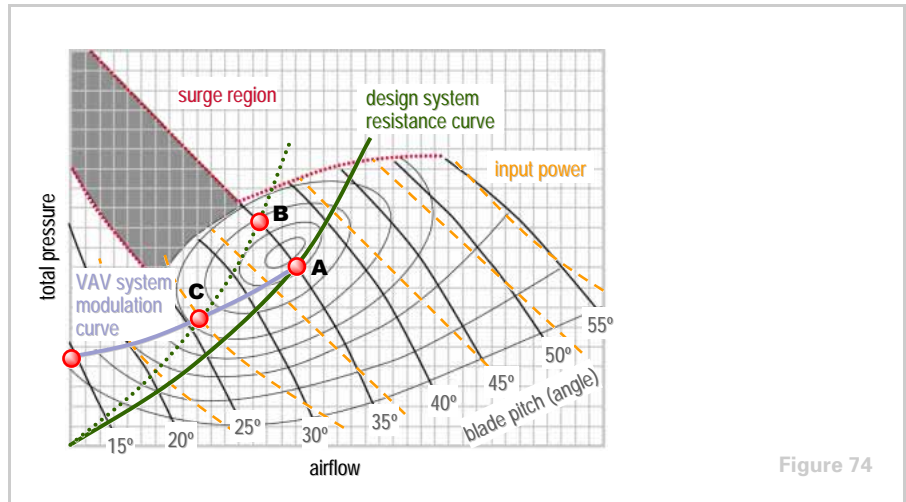 surge region
design system
resistance curve
input power
total pressure
B
A
C
VAV system
modulation
curve
15º
20º
25º
30º
35º
40º
45º
50º
55º
blade pitch (angle)
airflow
Figure 74